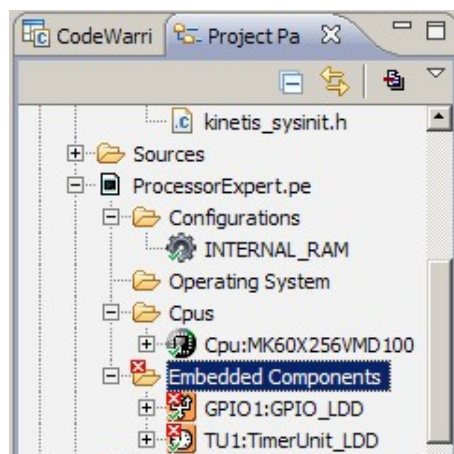 CodeWarri Project Pa
kinetis_sysinit.h
Sources
ProcessorExpert.pe
Configurations
INTERNAL_RAM
Operating System
Cpus
Cpu:MK60X256VMD100
Embedded Components
GPIO1:GPIO_LDD
TU1:TimerUnit_LDD